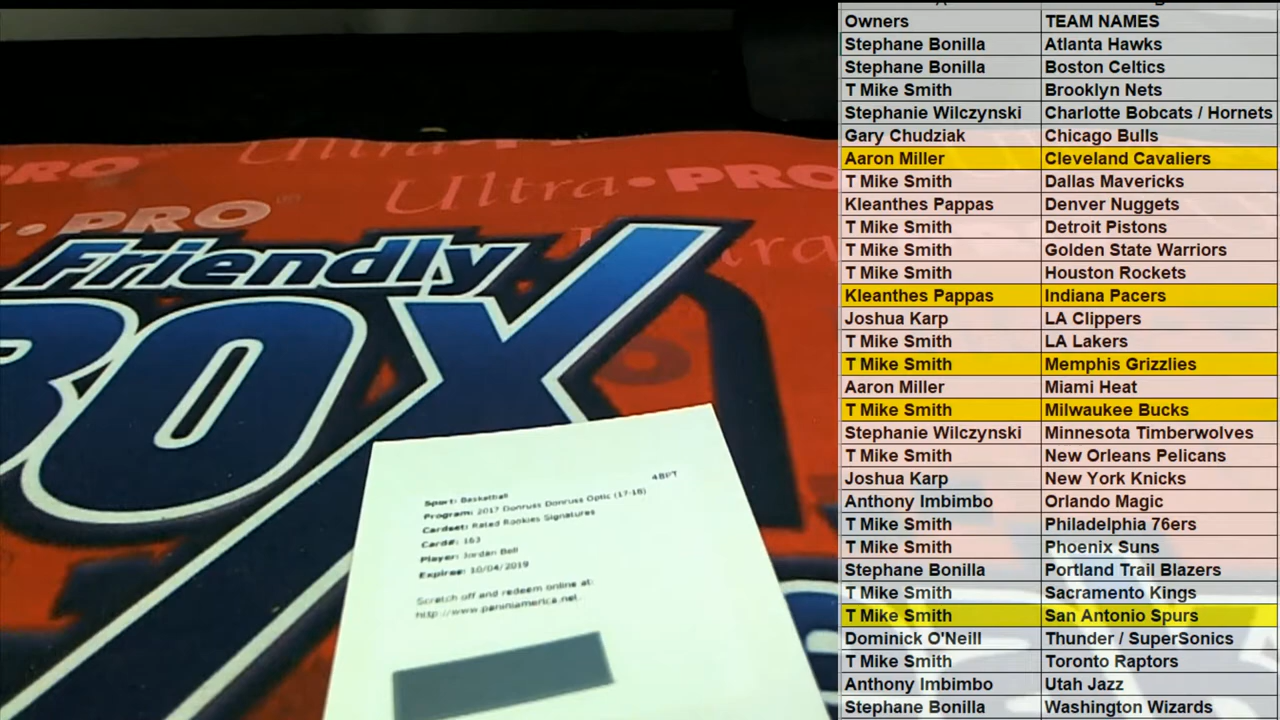 Ultra
PRO
Ultra • PRO
y • PRO
Friendly
BOX
4BPT
Sport: Basketball
Program: 2017 Donruss Donruss Optic (17-18)
Cardset: Rated Rookies Signatures
Card#: 163
Player: Jordan Bell
Expires: 10/04/2019
Scratch off and redeem online at:
http://www.paniniamerica.net.
Owners TEAM NAMES
Stephane Bonilla Atlanta Hawks
Stephane Bonilla Boston Celtics
T Mike Smith Brooklyn Nets
Stephanie Wilczynski Charlotte Bobcats / Hornets
Gary Chudziak Chicago Bulls
Aaron Miller Cleveland Cavaliers
T Mike Smith Dallas Mavericks
Kleanthes Pappas Denver Nuggets
T Mike Smith Detroit Pistons
T Mike Smith Golden State Warriors
T Mike Smith Houston Rockets
Kleanthes Pappas Indiana Pacers
Joshua Karp LA Clippers
T Mike Smith LA Lakers
T Mike Smith Memphis Grizzlies
Aaron Miller Miami Heat
T Mike Smith Milwaukee Bucks
Stephanie Wilczynski Minnesota Timberwolves
T Mike Smith New Orleans Pelicans
Joshua Karp New York Knicks
Anthony Imbimbo Orlando Magic
T Mike Smith Philadelphia 76ers
T Mike Smith Phoenix Suns
Stephane Bonilla Portland Trail Blazers
T Mike Smith Sacramento Kings
T Mike Smith San Antonio Spurs
Dominick O'Neill Thunder / SuperSonics
T Mike Smith Toronto Raptors
Anthony Imbimbo Utah Jazz
Stephane Bonilla Washington Wizards